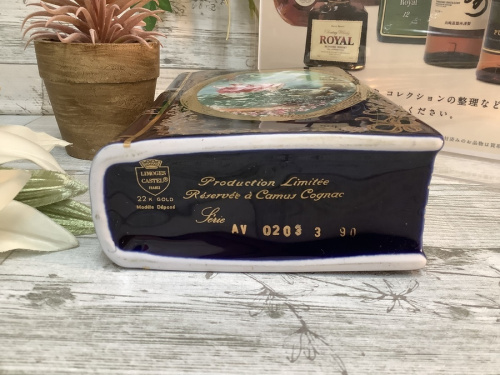 ROYAL
12
コレクションの整理など
ください。
LIMOGES
CASTEL
PARIS
22 K GOLD
Modèle Déposé
Production Limitée
Réservée à Camus Cognac
Série
AV 0203 3 90